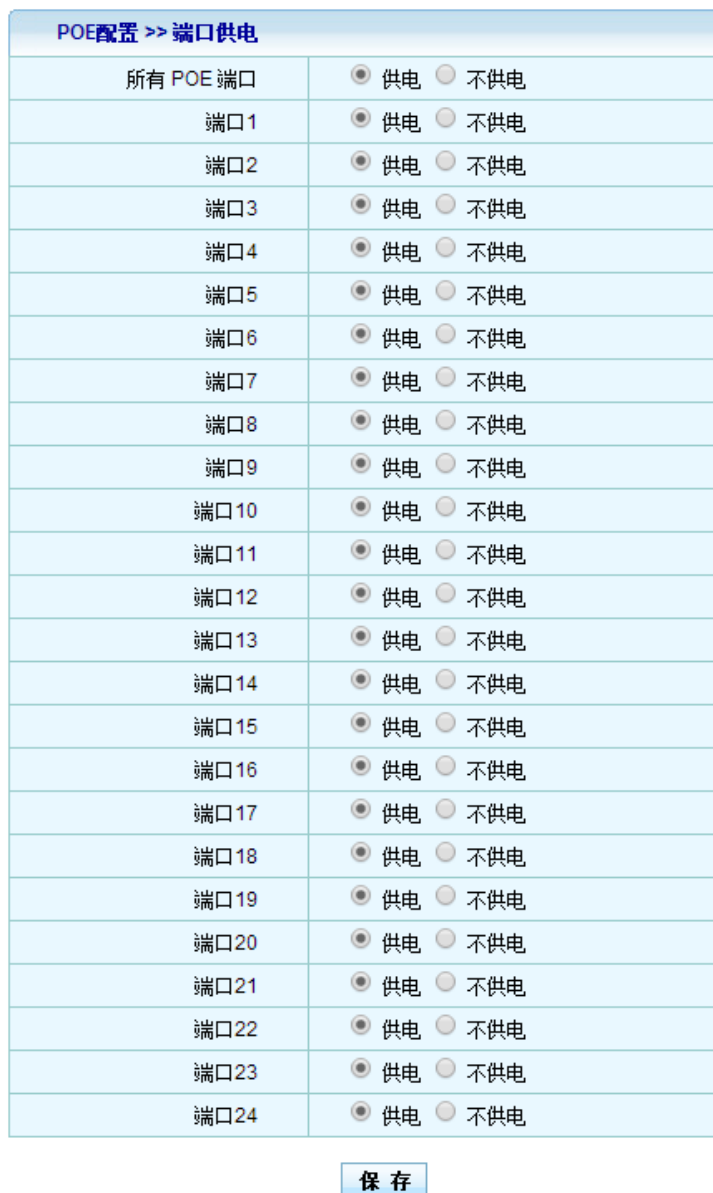 POE配置 >> 端口供电
所有 POE 端口 供电 不供电
端口1 供电 不供电
端口2 供电 不供电
端口3 供电 不供电
端口4 供电 不供电
端口5 供电 不供电
端口6 供电 不供电
端口7 供电 不供电
端口8 供电 不供电
端口9 供电 不供电
端口10 供电 不供电
端口11 供电 不供电
端口12 供电 不供电
端口13 供电 不供电
端口14 供电 不供电
端口15 供电 不供电
端口16 供电 不供电
端口17 供电 不供电
端口18 供电 不供电
端口19 供电 不供电
端口20 供电 不供电
端口21 供电 不供电
端口22 供电 不供电
端口23 供电 不供电
端口24 供电 不供电
保 存